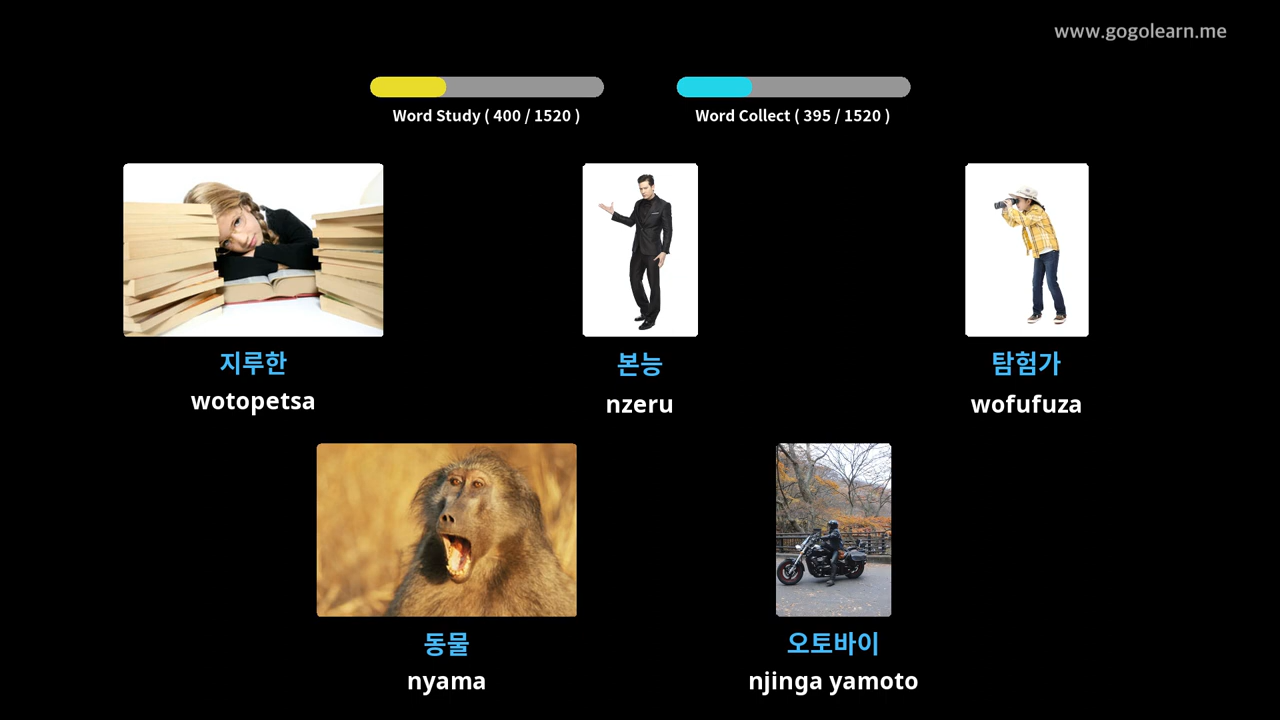 www.gogolearn.me
Word Study ( 400 / 1520 )
Word Collect ( 395 / 1520 )
지루한
wotopetsa
본능
nzeru
탐험가
wofufuza
동물
nyama
오토바이
njinga yamoto